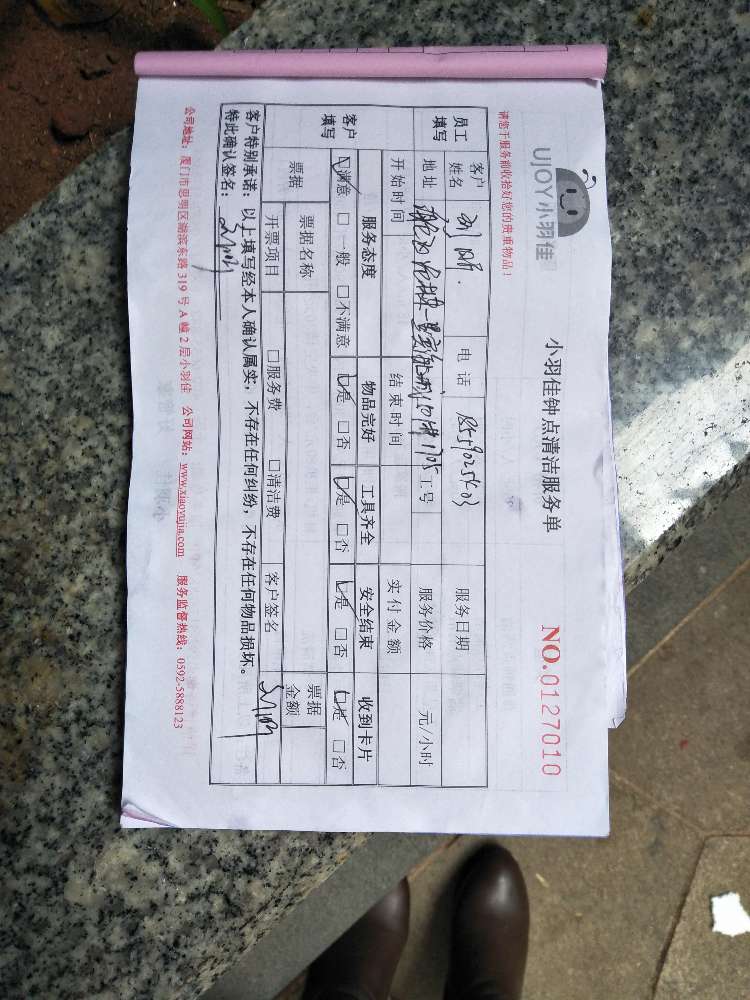 UJOY小羽佳
小羽佳钟点清洁服务单
NO.0127010
请您于服务前收拾好您的贵重物品！
员工填写
客户姓名 电话 服务日期
地址 1705 工号 服务价格 元/小时
开始时间 结束时间 实付金额
客户填写
服务态度 物品完好 工具齐全 安全结束 收到卡片
☑满意 □一般 □不满意 ☑是 □否 ☑是 □否 ☑是 □否 ☑是 □否
票据 票据名称 票据金额
开票项目 □服务费 □清洁费 客户签名
客户特别承诺：以上填写经本人确认属实，不存在任何纠纷，不存在任何物品损坏。
特此确认签名：
公司地址：厦门市思明区湖滨东路319号A幢2层小羽佳 公司网站：www.xiaoyujia.com 服务监督热线：0592-5888123